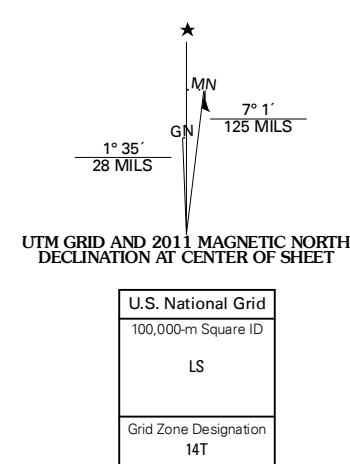 ★
MN
GN
7° 1´
125 MILS
1° 35´
28 MILS
UTM GRID AND 2011 MAGNETIC NORTH
DECLINATION AT CENTER OF SHEET
U.S. National Grid
100,000-m Square ID
LS
Grid Zone Designation
14T